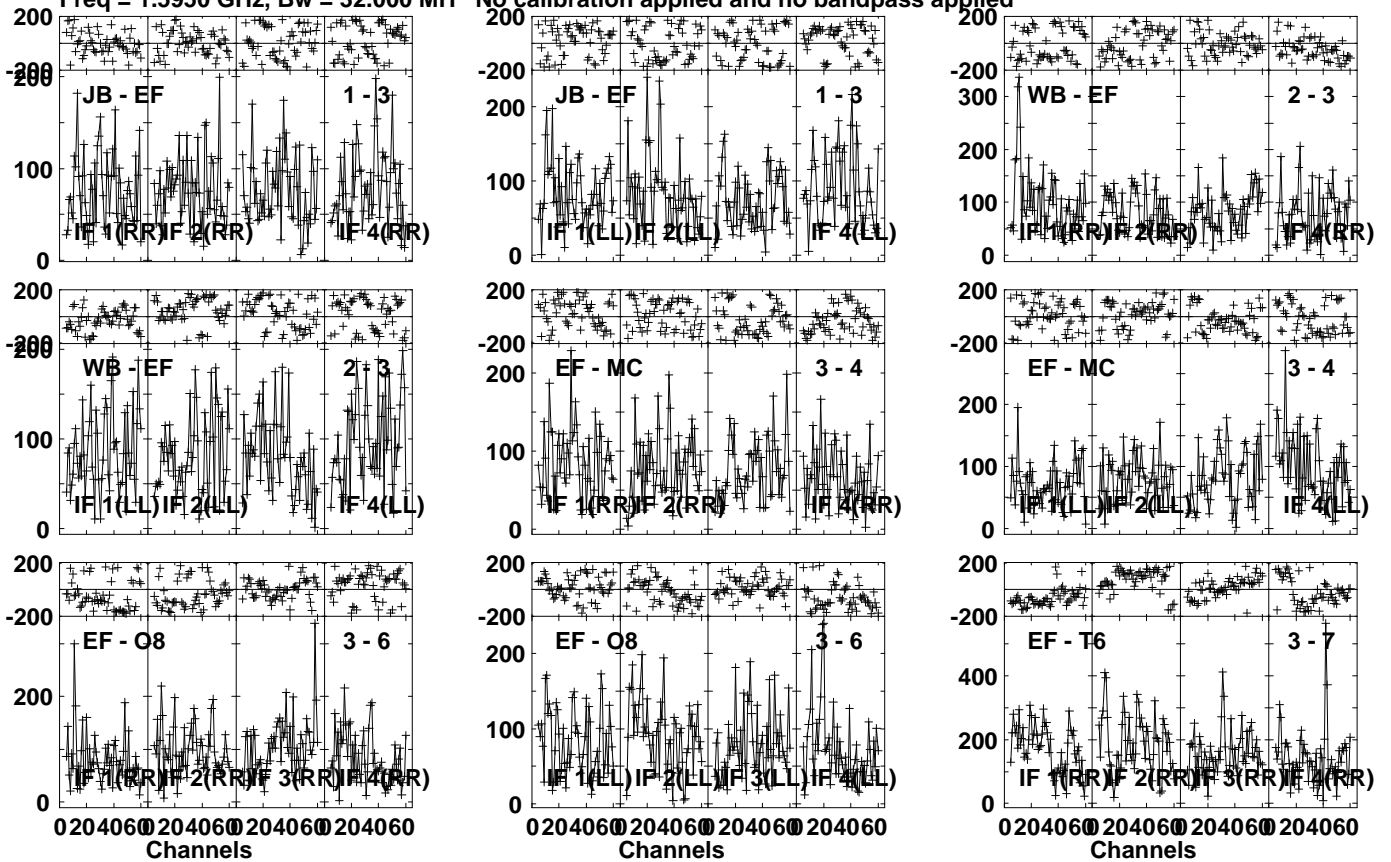 Freq = 1.5950 GHz, Bw = 32.000 MH No calibration applied and no bandpass applied
200 200 200
-200 -200 -200
200 JB - EF 1 - 3 JB - EF 1 - 3 WB - EF 2 - 3
200 300
100 100 200
100
IF 1(RR) IF 2(RR) IF 4(RR) IF 1(LL) IF 2(LL) IF 4(LL) IF 1(RR) IF 2(RR) IF 4(RR)
0 0 0
200 200 200
-200 -200 -200
200 WB - EF 2 - 3 EF - MC 3 - 4 EF - MC 3 - 4
200 200
100 100 100
IF 1(LL) IF 2(LL) IF 4(LL) IF 1(RR) IF 2(RR) IF 4(RR) IF 1(LL) IF 2(LL) IF 4(LL)
0 0 0
200 200 200
-200 -200 -200
EF - O8 3 - 6 EF - O8 3 - 6 EF - T6 3 - 7
200 200 400
100 200
IF 1(RR) IF 2(RR) IF 3(RR) IF 4(RR) IF 1(LL) IF 2(LL) IF 3(LL) IF 4(LL) IF 1(RR) IF 2(RR) IF 3(RR) IF 4(RR)
0 0 0
0 20 40 60 0 20 40 60 0 20 40 60 0 20 40 60 0 20 40 60 0 20 40 60 0 20 40 60 0 20 40 60 0 20 40 60 0 20 40 60 0 20 40 60 0 20 40 60
Channels Channels Channels